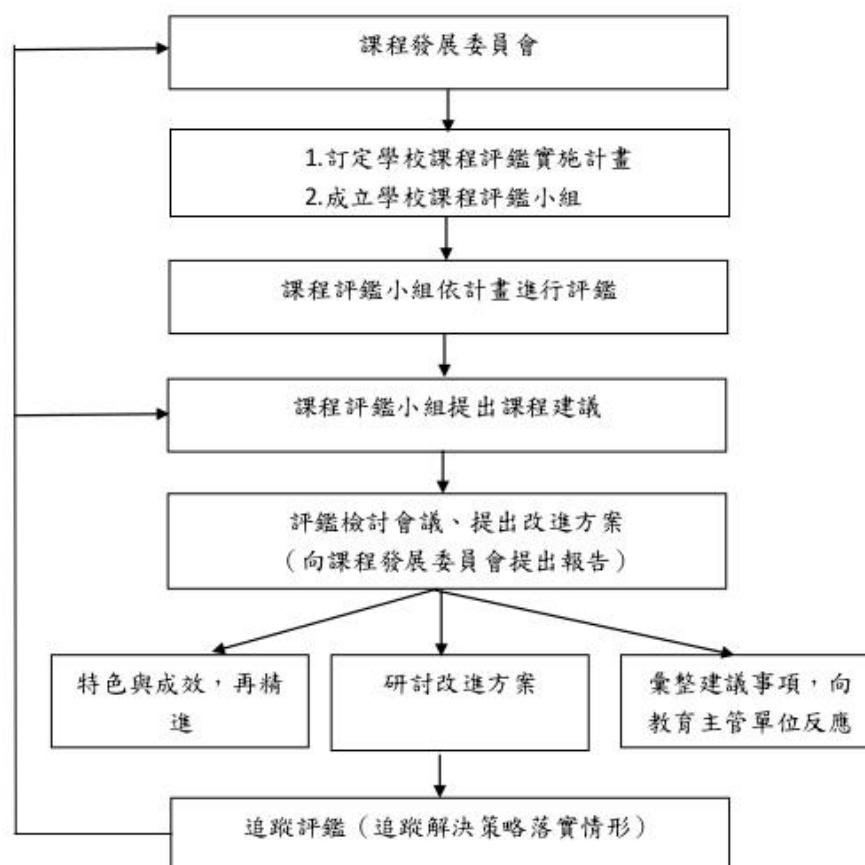 課程發展委員會
1.訂定學校課程評鑑實施計畫
2.成立學校課程評鑑小組
課程評鑑小組依計畫進行評鑑
課程評鑑小組提出課程建議
評鑑檢討會議、提出改進方案
（向課程發展委員會提出報告）
特色與成效，再精
進
研討改進方案
彙整建議事項，向
教育主管單位反應
追蹤評鑑（追蹤解決策略落實情形）